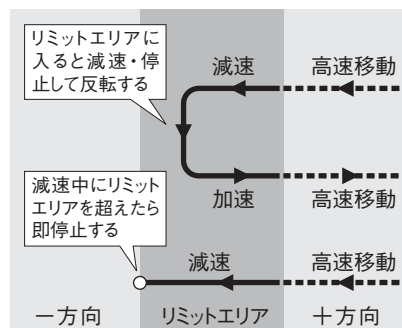 リミットエリアに
入ると減速・停
止して反転する
減速
高速移動
加速
高速移動
減速中にリミット
エリアを超えたら
即停止する
減速
高速移動
－方向
リミットエリア
＋方向